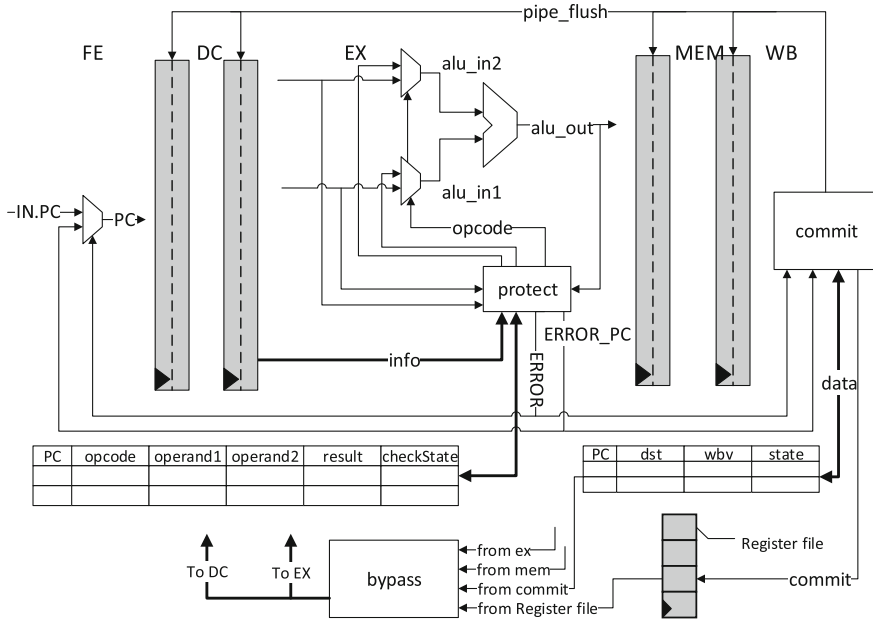 pipe_flush
FE
DC
EX
MEM
WB
alu_in2
alu_out
alu_in1
IN.PC
PC
opcode
commit
protect
ERROR_PC
ERROR
info
data
PC opcode operand1 operand2 result checkState
PC dst wbv state
To DC
To EX
bypass
from ex
from mem
from commit
from Register file
Register file
commit